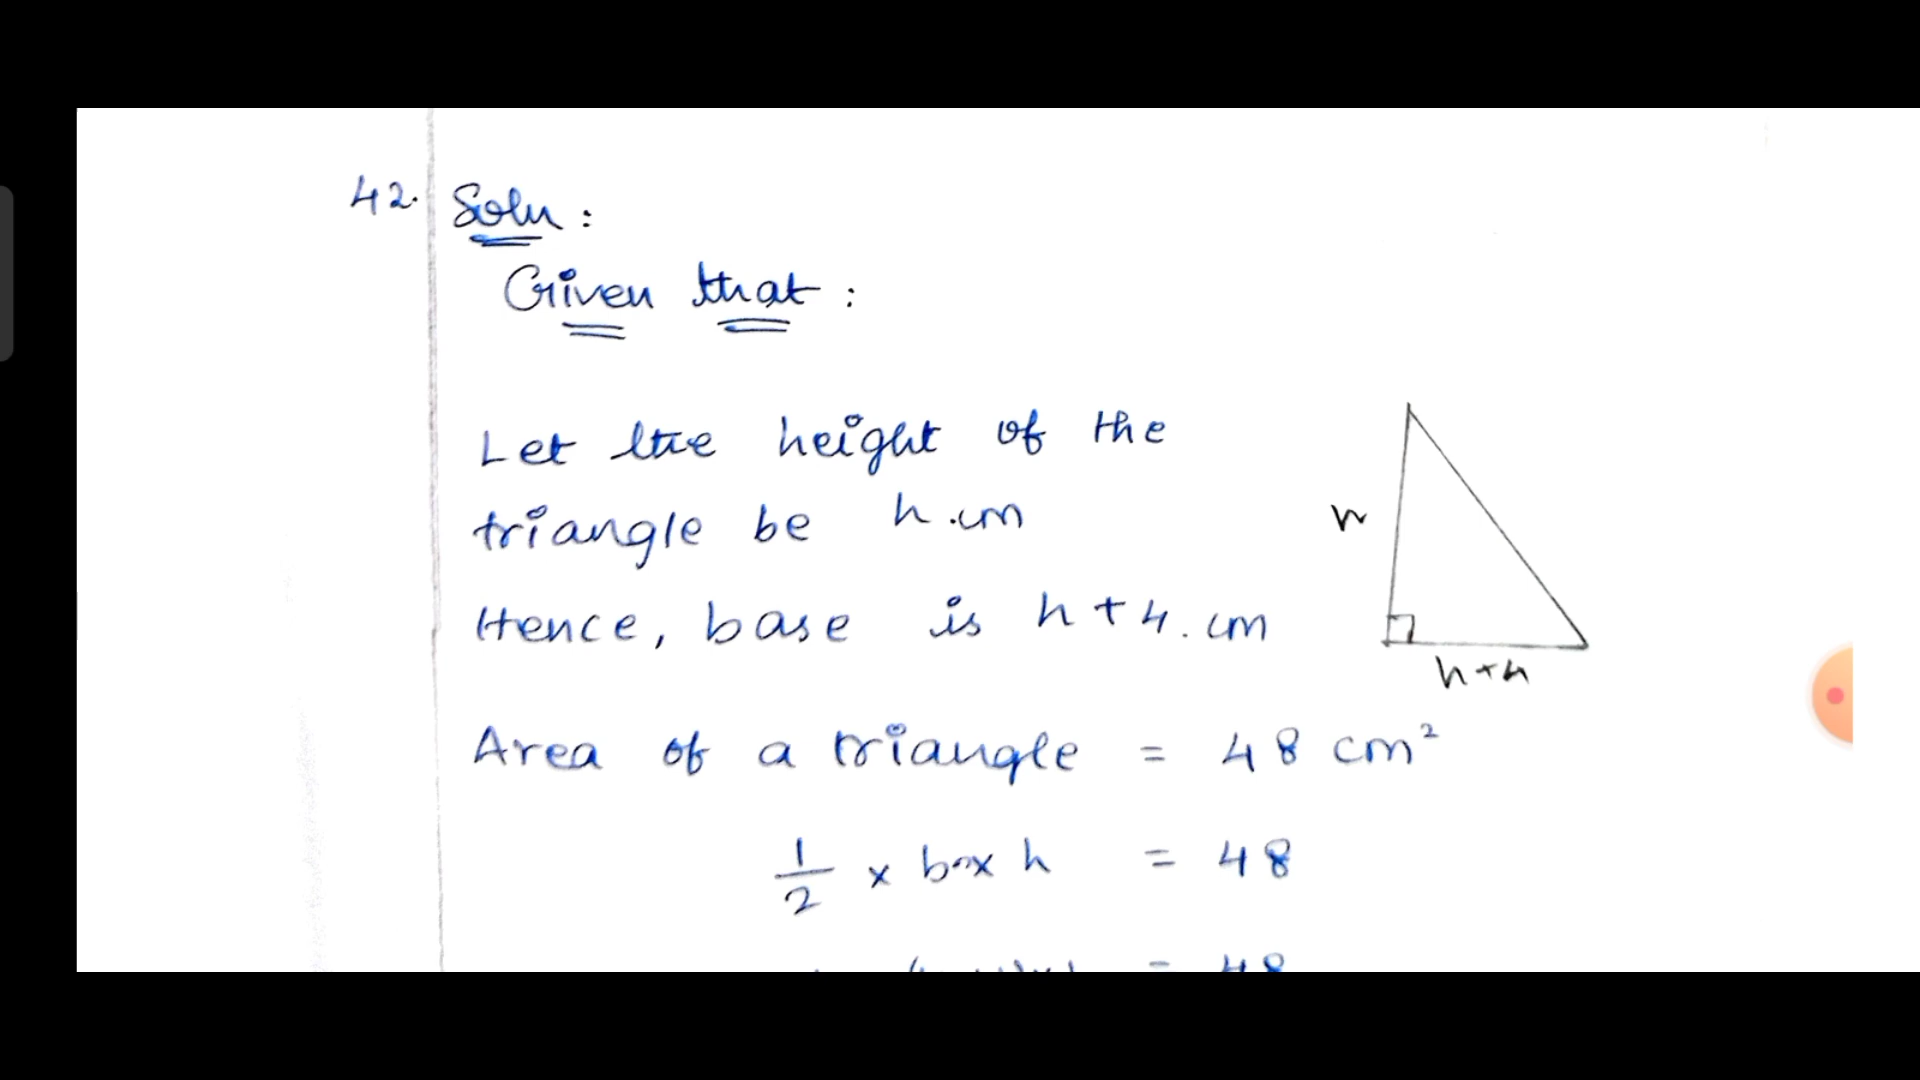 42. Soln :
Given that :
Let the height of the
triangle be h.cm
h
Hence, base is h + 4. cm
h+4
Area of a triangle = 48 cm²
1/2 x b x h = 48
= 48